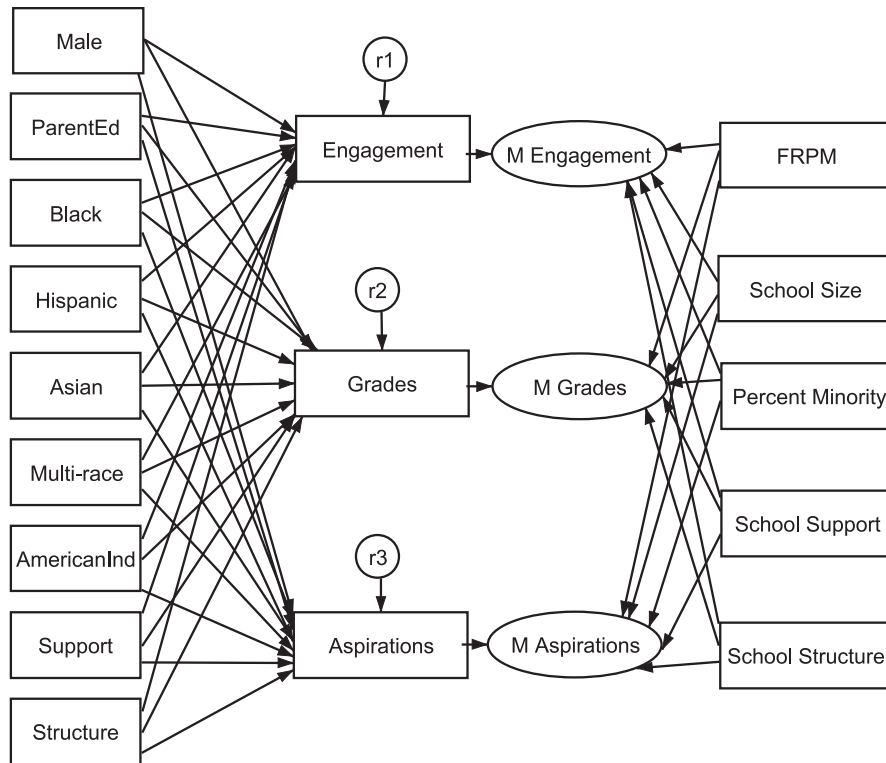 Male
ParentEd
Black
Hispanic
Asian
Multi-race
AmericanInd
Support
Structure
r1
Engagement
r2
Grades
r3
Aspirations
M Engagement
M Grades
M Aspirations
FRPM
School Size
Percent Minority
School Support
School Structure